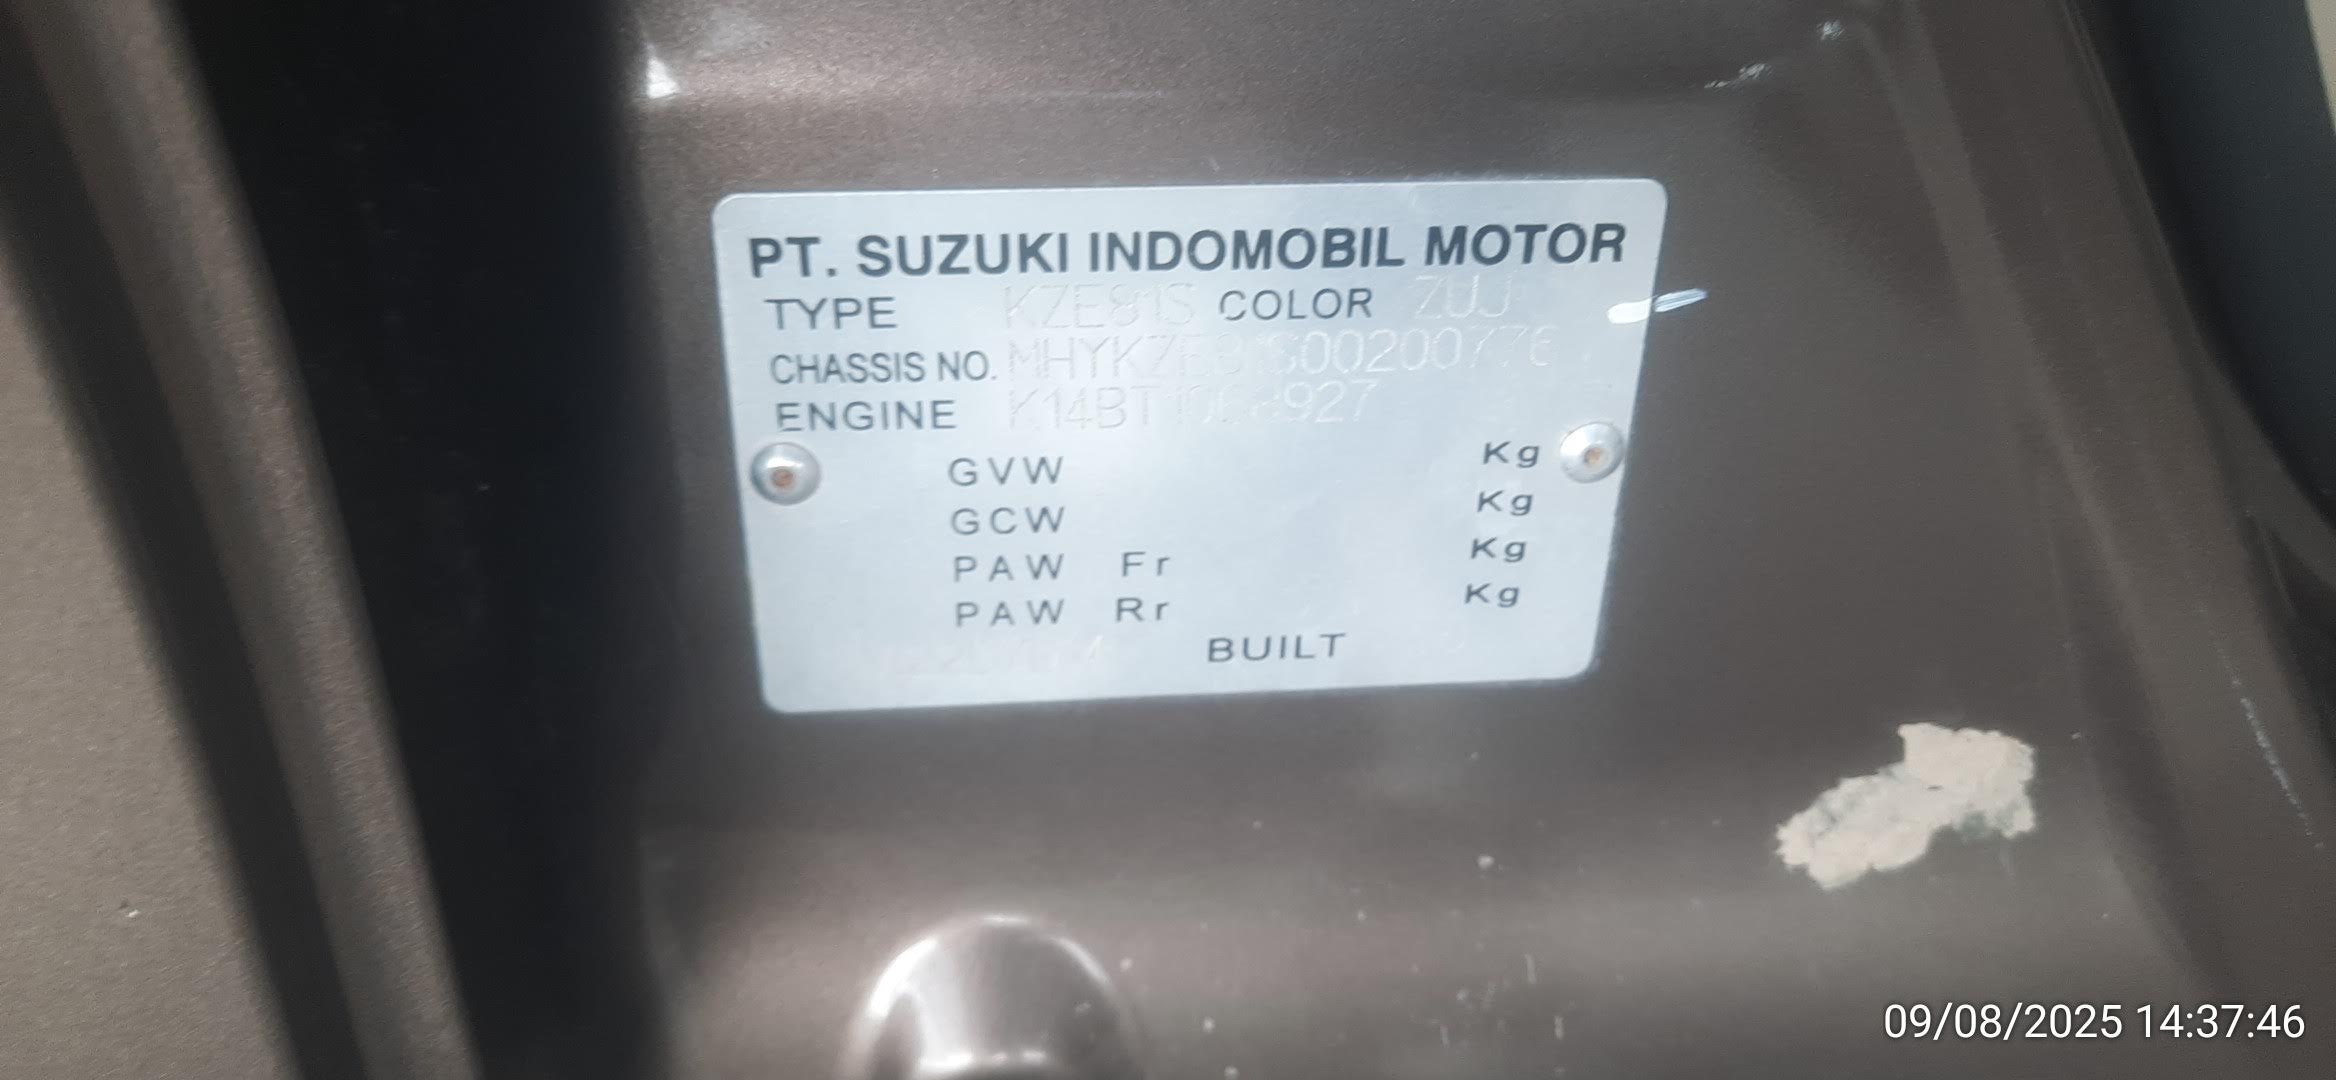 PT. SUZUKI INDOMOBIL MOTOR
TYPE KZE81S COLOR ZUJ
CHASSIS NO.
ENGINE
GVW Kg
GCW Kg
PAW Fr Kg
PAW Rr Kg
BUILT
09/08/2025 14:37:46